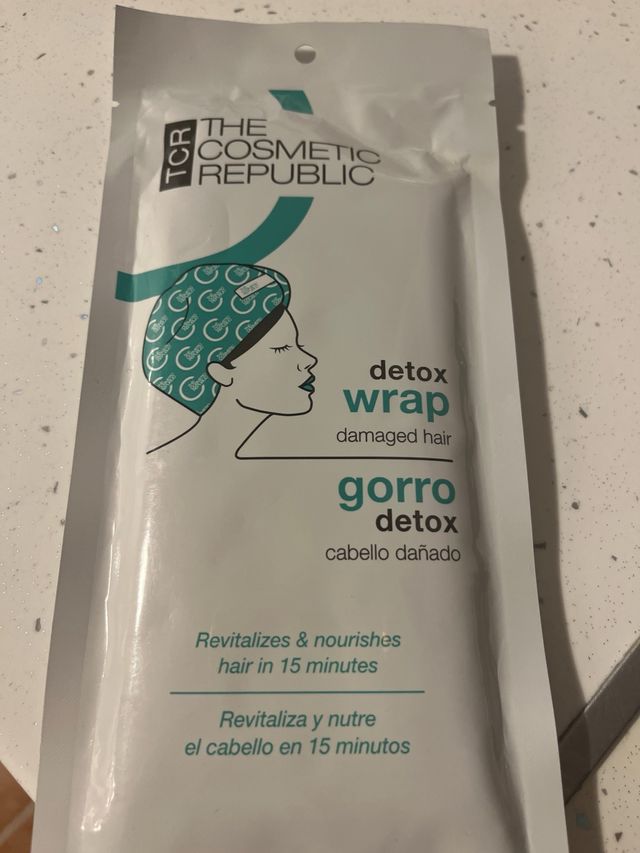 TCR
THE
COSMETIC
REPUBLIC
detox
wrap
damaged hair
gorro
detox
cabello dañado
Revitalizes & nourishes
hair in 15 minutes
Revitaliza y nutre
el cabello en 15 minutos